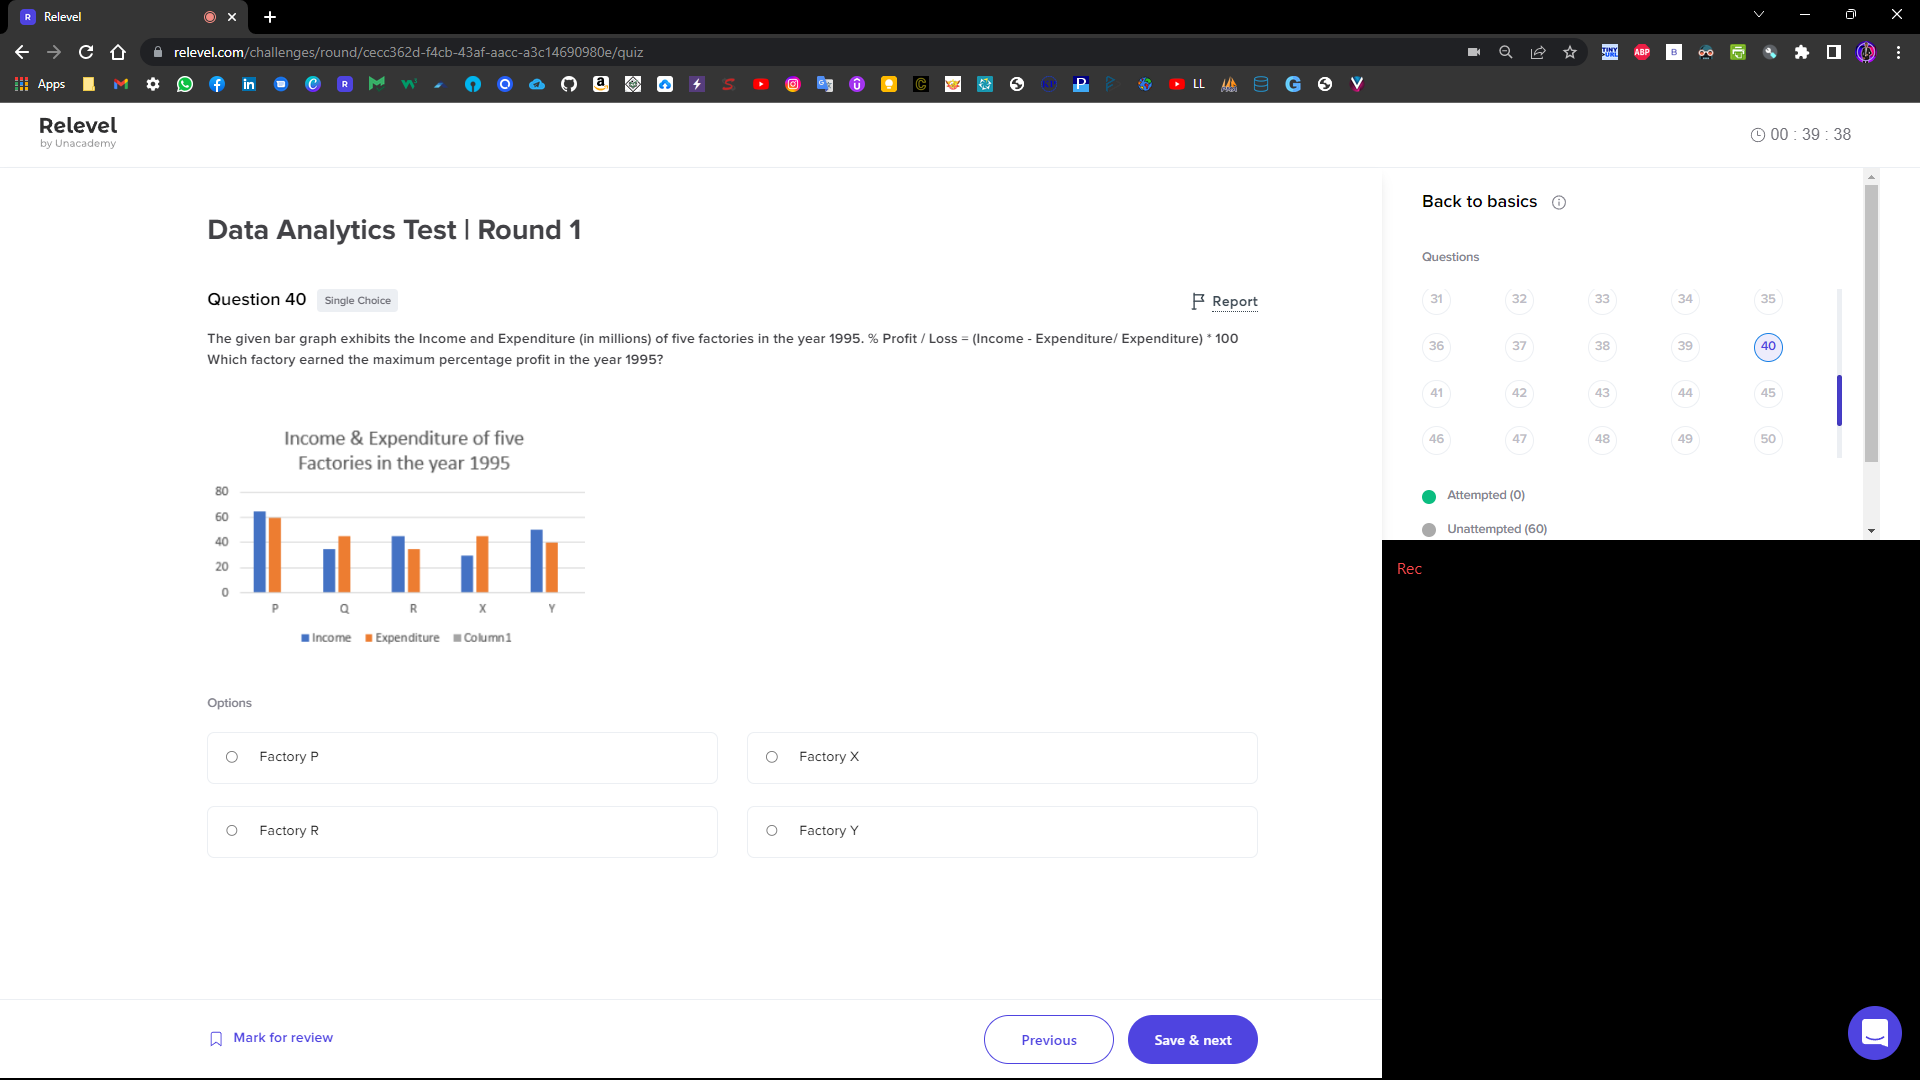 Relevel
relevel.com/challenges/round/cecc362d-f4cb-43af-aacc-a3c14690980e/quiz
Apps
LL
Relevel
by Unacademy
00 : 39 : 38
Data Analytics Test | Round 1
Question 40
Single Choice
Report
The given bar graph exhibits the Income and Expenditure (in millions) of five factories in the year 1995. % Profit / Loss = (Income - Expenditure/ Expenditure) * 100
Which factory earned the maximum percentage profit in the year 1995?
Income & Expenditure of five
Factories in the year 1995
80
60
40
20
0
P Q R X Y
Income Expenditure Column1
Options
Factory P
Factory X
Factory R
Factory Y
Mark for review
Previous
Save & next
Back to basics
Questions
31 32 33 34 35
36 37 38 39 40
41 42 43 44 45
46 47 48 49 50
Attempted (0)
Unattempted (60)
Rec